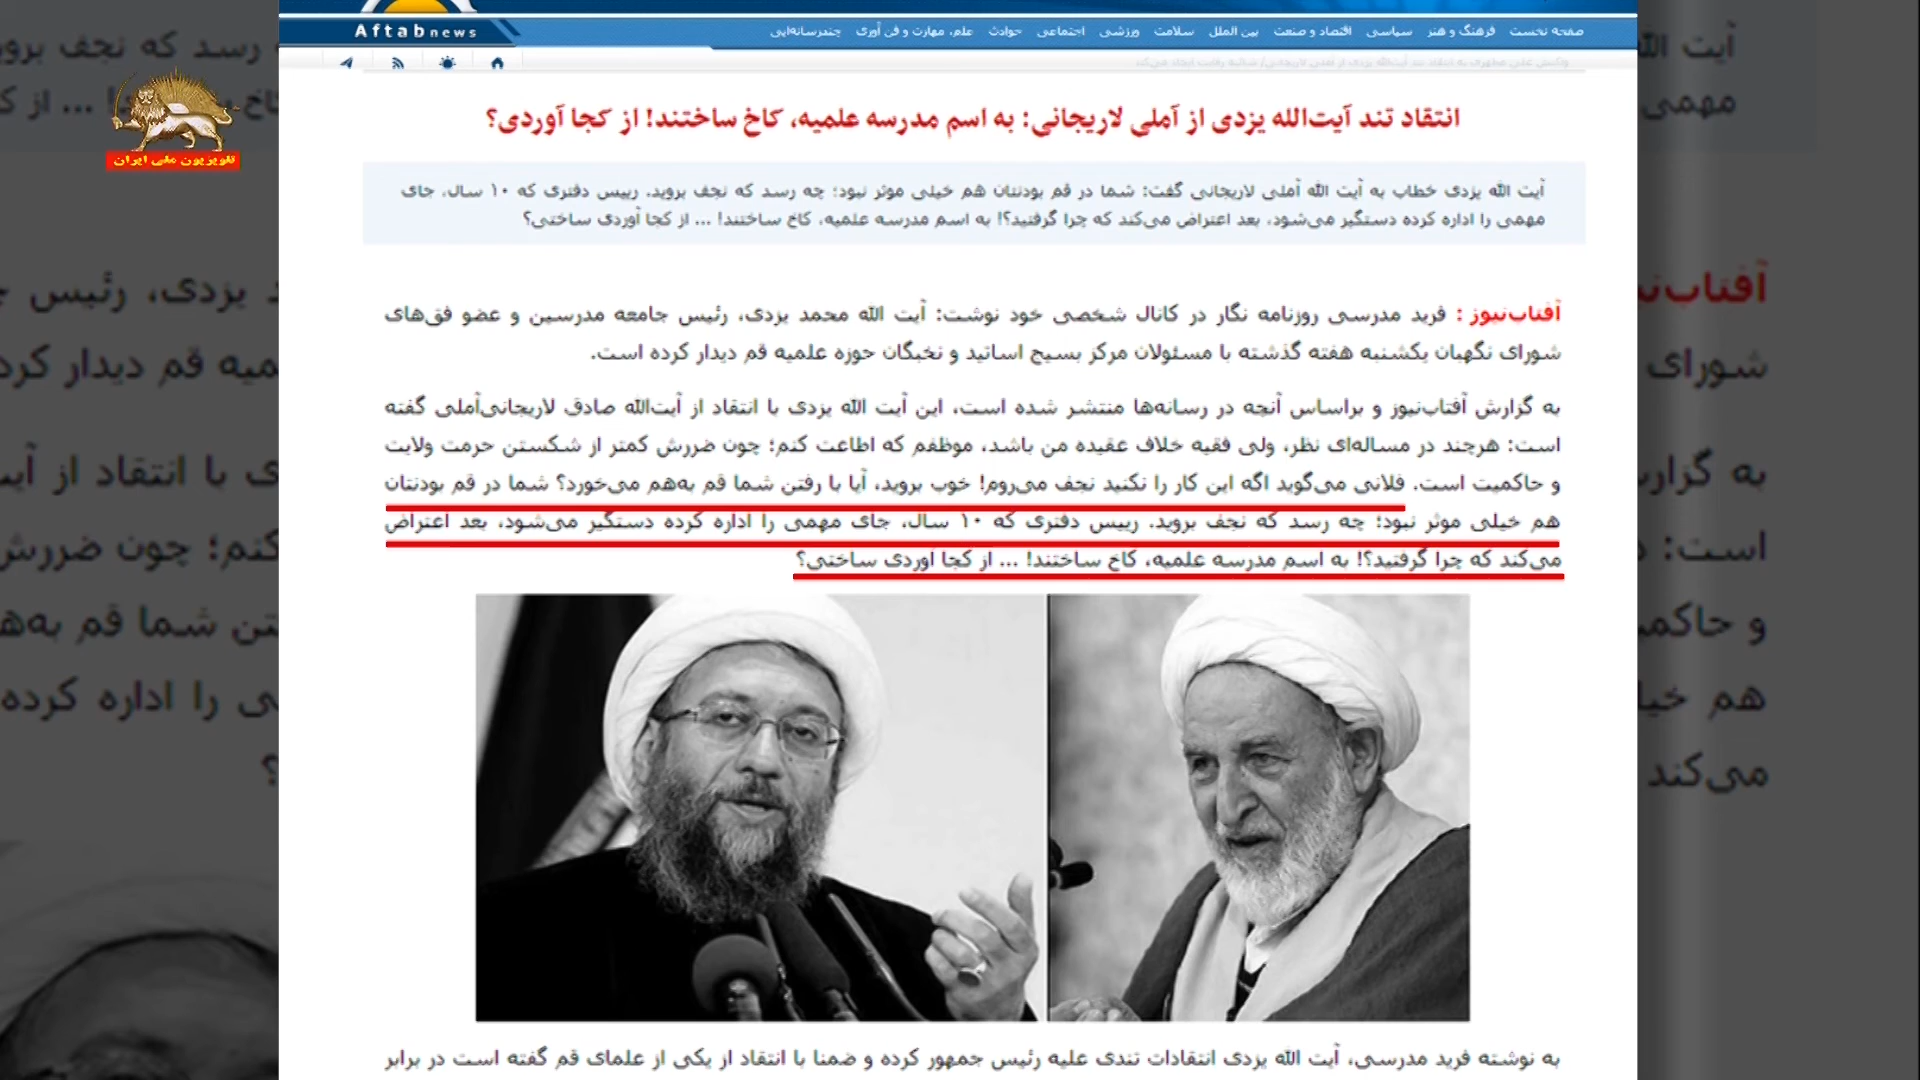 Aftabnews
صفحه نخست فرهنگ و هنر سیاسی اقتصاد و صنعت بین الملل سلامت ورزشی اجتماعی حوادث علم، مهارت و فن آوری چندرسانه‌ایی
تلویزیون ملی ایران
انتقاد تند آیت‌الله یزدی از آملی لاریجانی: به اسم مدرسه علمیه، کاخ ساختند! از کجا آوردی؟
آیت الله یزدی خطاب به آیت الله آملی لاریجانی گفت: شما در قم بودنتان هم خیلی موثر نبود؛ چه رسد که نجف بروید. رییس دفتری که ۱۰ سال، جای
مهمی را اداره کرده دستگیر می‌شود، بعد اعتراض می‌کند که چرا گرفتید؟! به اسم مدرسه علمیه، کاخ ساختند! ... از کجا آوردی ساختی؟
آفتاب‌‌نیوز : فرید مدرسی روزنامه نگار در کانال شخصی خود نوشت: آیت الله محمد یزدی، رئیس جامعه مدرسین و عضو فق‌های
شورای نگهبان یکشنبه هفته گذشته با مسئولان مرکز بسیج اساتید و نخبگان حوزه علمیه قم دیدار کرده است.
به گزارش آفتاب‌نیوز و براساس آنچه در رسانه‌ها منتشر شده است، این آیت الله یزدی با انتقاد از آیت‌الله صادق لاریجانی‌آملی گفته
است: هرچند در مساله‌ای نظر، ولی فقیه خلاف عقیده من باشد، موظفم که اطاعت کنم؛ چون ضررش کمتر از شکستن حرمت ولایت
و حاکمیت است. فلانی می‌گوید اگه این کار را نکنید نجف می‌روم! خوب بروید، آیا با رفتن شما قم به‌هم می‌خورد؟ شما در قم بودنتان
هم خیلی موثر نبود؛ چه رسد که نجف بروید. رییس دفتری که ۱۰ سال، جای مهمی را اداره کرده دستگیر می‌شود، بعد اعتراض
می‌کند که چرا گرفتید؟! به اسم مدرسه علمیه، کاخ ساختند! ... از کجا اوردی ساختی؟
به نوشته فرید مدرسی، آیت الله یزدی انتقادات تندی علیه رئیس جمهور کرده و ضمنا با انتقاد از یکی از علمای قم گفته است در برابر